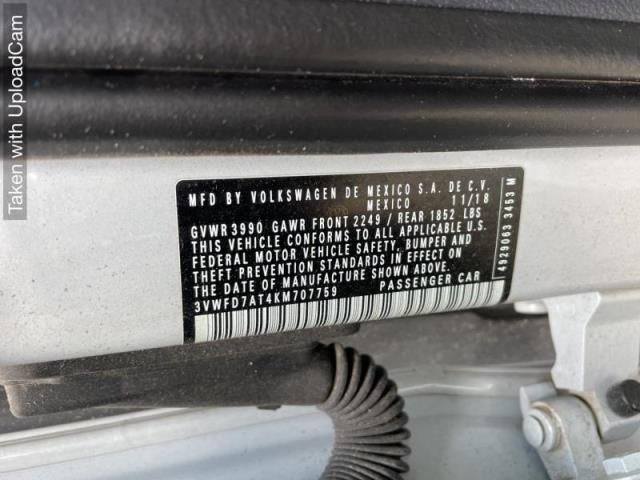 Taken with UploadCam
MFD BY VOLKSWAGEN DE MEXICO S.A. DE C.V.
MEXICO 11/18
GVWR 3990 GAWR FRONT 2249 / REAR 1852 LBS
THIS VEHICLE CONFORMS TO ALL APPLICABLE U.S.
FEDERAL MOTOR VEHICLE SAFETY, BUMPER AND
THEFT PREVENTION STANDARDS IN EFFECT ON
THE DATE OF MANUFACTURE SHOWN ABOVE.
3VWFD7AT4KM707759 PASSENGER CAR
4929063 3453 M